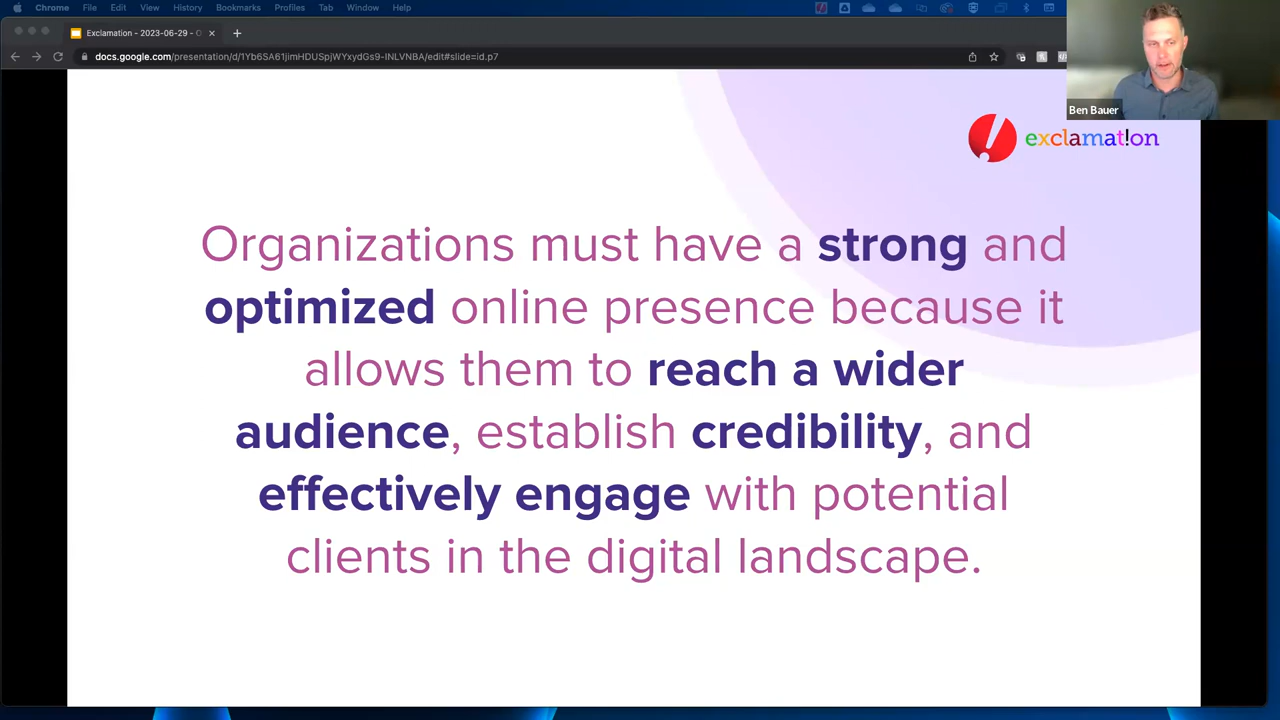 Chrome File Edit View History Bookmarks Profiles Tab Window Help
Exclamation - 2023-06-29 -
docs.google.com/presentation/d/1Yb6SA61jimHDUSpjWYxydGs9-INLVNBA/edit#slide=id.p7
Ben Bauer
exclamat!on
Organizations must have a strong and
optimized online presence because it
allows them to reach a wider
audience, establish credibility, and
effectively engage with potential
clients in the digital landscape.